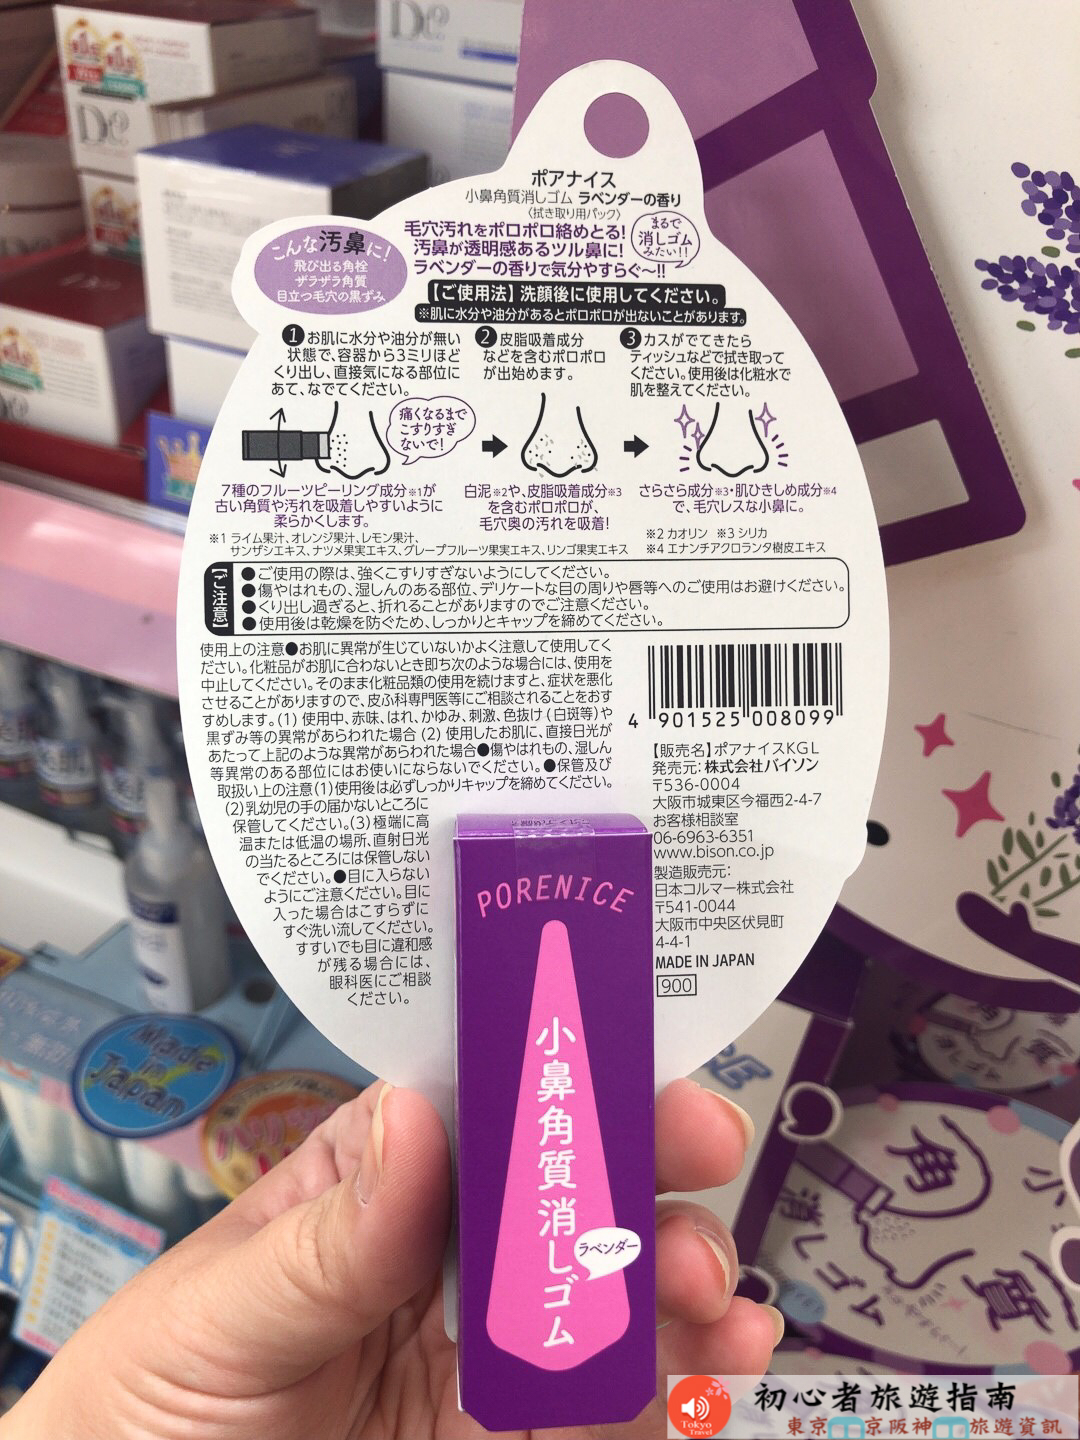 ポアナイス
小鼻角質消しゴム ラベンダーの香り
〈拭き取り用パック〉
毛穴汚れをポロポロ絡めとる!
汚鼻が透明感あるツル鼻に!
ラベンダーの香りで気分やすらぐ〜!!
まるで
消しゴム
みたい!!
こんな汚鼻に!
飛び出る角栓
ザラザラ角質
目立つ毛穴の黒ずみ
【ご使用法】洗顔後に使用してください。
※肌に水分や油分があるとポロポロが出ないことがあります。
1 お肌に水分や油分が無い
状態で、容器から3ミリほど
くり出し、直接気になる部位に
あて、なでてください。
2 皮脂吸着成分
などを含むポロポロ
が出始めます。
3 カスがでてきたら
ティッシュなどで拭き取って
ください。使用後は化粧水で
肌を整えてください。
痛くなるまで
こすりすぎ
ないで!
7種のフルーツピーリング成分※1が
古い角質や汚れを吸着しやすいように
柔らかくします。
白泥※2や、皮脂吸着成分※3
を含むポロポロが、
毛穴奥の汚れを吸着!
さらさら成分※3・肌ひきしめ成分※4
で、毛穴レスな小鼻に。
※1 ライム果汁、オレンジ果汁、レモン果汁、
サンザシエキス、ナツメ果実エキス、グレープフルーツ果実エキス、リンゴ果実エキス
※2 カオリン ※3 シリカ
※4 エナンチアクロランタ樹皮エキス
【ご注意】
●ご使用の際は、強くこすりすぎないようにしてください。
●傷やはれもの、湿しんのある部位、デリケートな目の周りや唇等へのご使用はお避けください。
●くり出し過ぎると、折れることがありますのでご注意ください。
●使用後は乾燥を防ぐため、しっかりとキャップを締めてください。
使用上の注意●お肌に異常が生じていないかよく注意して使用してく
ださい。化粧品がお肌に合わないとき即ち次のような場合には、使用を
中止してください。そのまま化粧品類の使用を続けますと、症状を悪化
させることがありますので、皮ふ科専門医等にご相談されることをおす
すめします。(1) 使用中、赤味、はれ、かゆみ、刺激、色抜け(白斑等)や
黒ずみ等の異常があらわれた場合 (2) 使用したお肌に、直接日光が
あたって上記のような異常があらわれた場合●傷やはれもの、湿しん
等異常のある部位にはお使いにならないでください。●保管及び
取扱い上の注意(1)使用後は必ずしっかりキャップを締めてください。
(2)乳幼児の手の届かないところに
保管してください。(3)極端に高
温または低温の場所、直射日光
の当たるところには保管しない
でください。●目に入らない
ようにご注意ください。目に
入った場合はこすらずに
すぐ洗い流してください。
すすいでも目に違和感
が残る場合には、
眼科医にご相談
ください。
4 901525 008099
【販売名】ポアナイスKGL
発売元: 株式会社バイソン
〒536-0004
大阪市城東区今福西2-4-7
お客様相談室
06-6963-6351
www.bison.co.jp
製造販売元:
日本コルマー株式会社
〒541-0044
大阪市中央区伏見町
4-4-1
MADE IN JAPAN
900
PORENICE
小鼻角質消しゴム
ラベンダー
Made
in
Japan
角
質
消しゴム
初心者旅遊指南
Tokyo
Travel
東京 京阪神 旅遊資訊